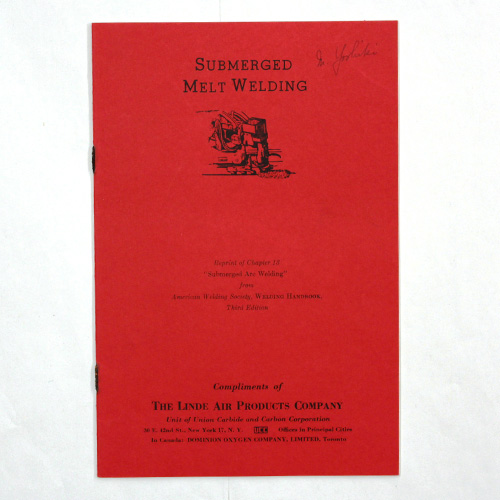 SUBMERGED
MELT WELDING
Reprint of Chapter 23
"Submerged Arc Welding"
from
American Welding Society, WELDING HANDBOOK,
Third Edition
Compliments of
THE LINDE AIR PRODUCTS COMPANY
Unit of Union Carbide and Carbon Corporation
30 E. 42nd St., New York 17, N. Y. UCC Offices in Principal Cities
In Canada: DOMINION OXYGEN COMPANY, LIMITED, Toronto